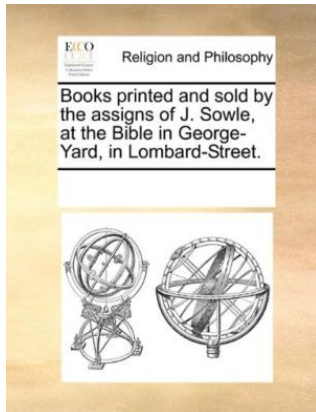 ECCO
Religion and Philosophy
Books printed and sold by
the assigns of J. Sowle,
at the Bible in George-
Yard, in Lombard-Street.